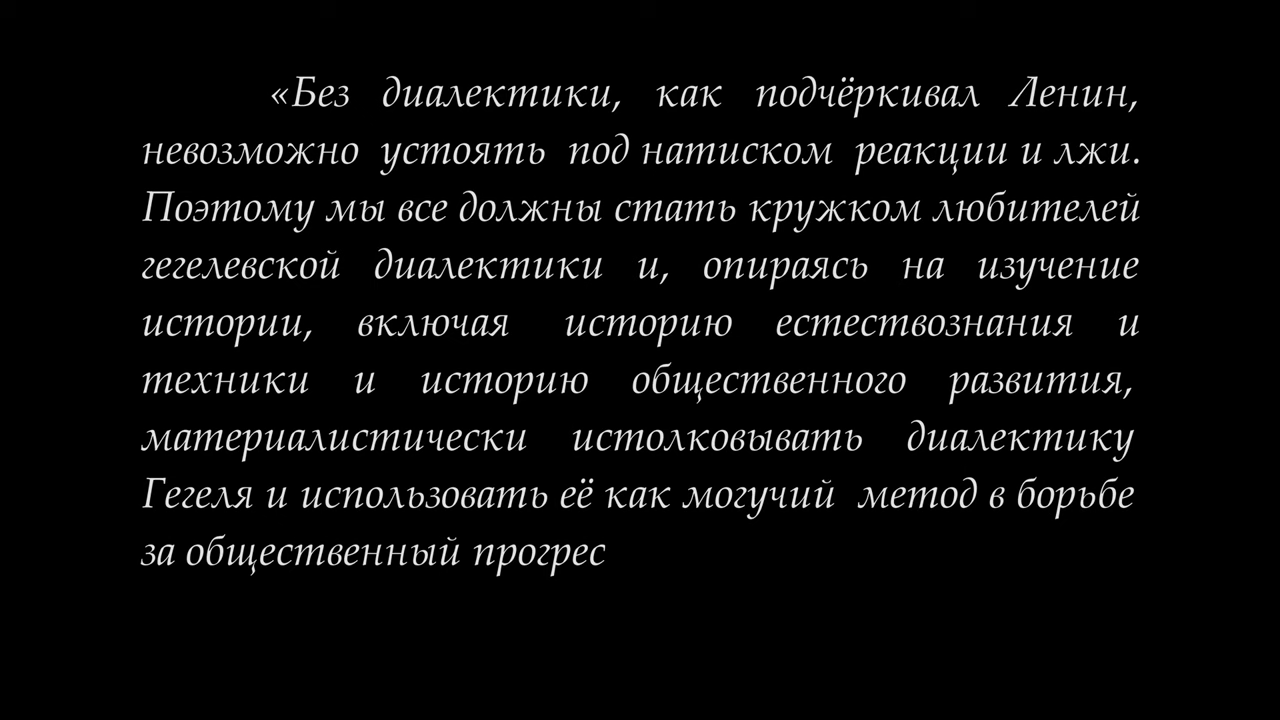 «Без диалектики, как подчёркивал Ленин,
невозможно устоять под натиском реакции и лжи.
Поэтому мы все должны стать кружком любителей
гегелевской диалектики и, опираясь на изучение
истории, включая историю естествознания и
техники и историю общественного развития,
материалистически истолковывать диалектику
Гегеля и использовать её как могучий метод в борьбе
за общественный прогрес